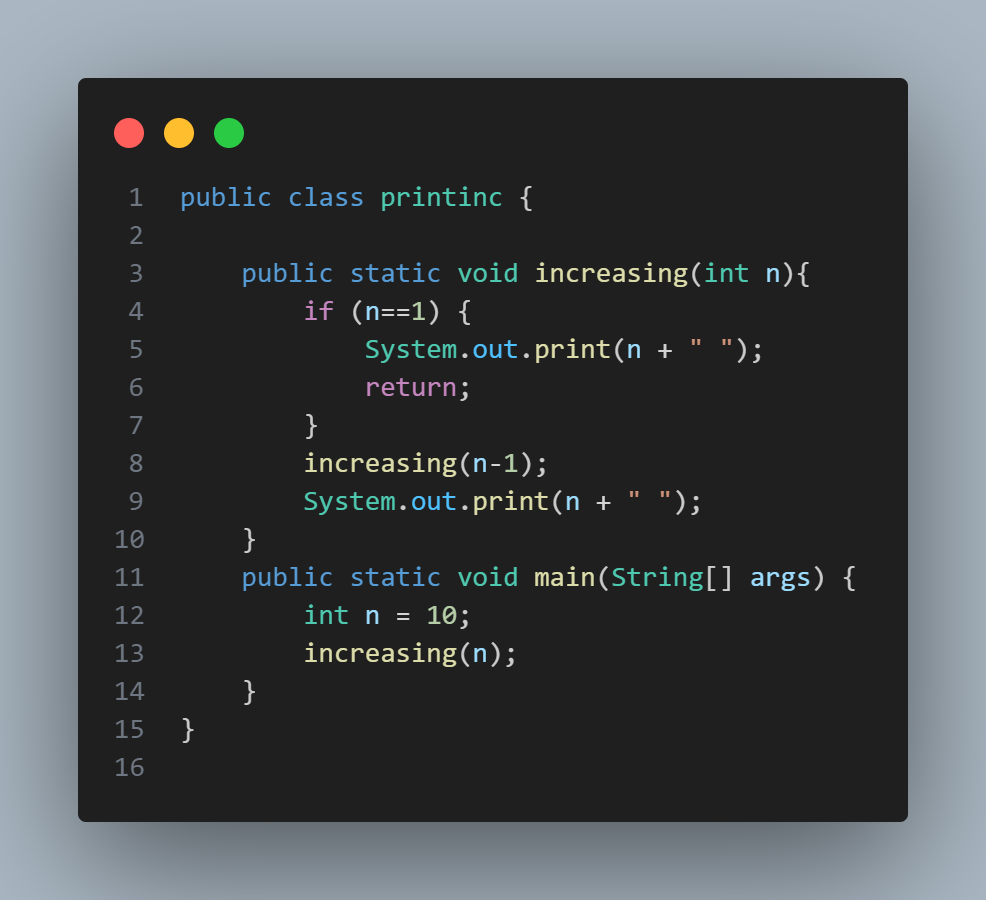 1 public class printinc {
2
3     public static void increasing(int n){
4         if (n==1) {
5             System.out.print(n + " ");
6             return;
7         }
8         increasing(n-1);
9         System.out.print(n + " ");
10     }
11     public static void main(String[] args) {
12         int n = 10;
13         increasing(n);
14     }
15 }
16